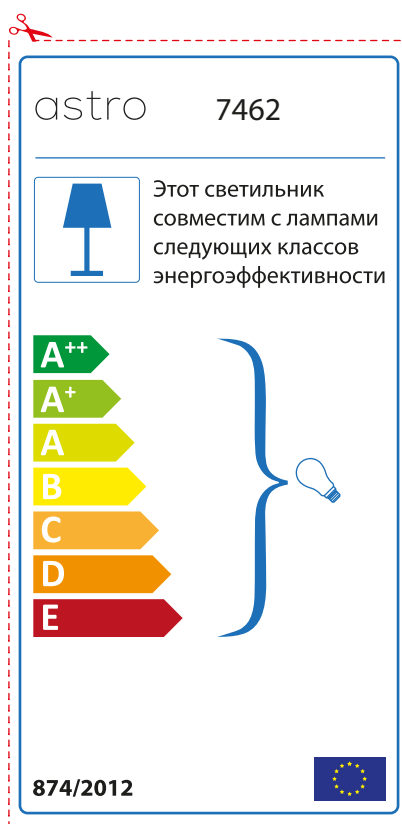 astro 7462
Этот светильник
совместим с лампами
следующих классов
энергоэффективности
A++
A+
A
B
C
D
E
874/2012